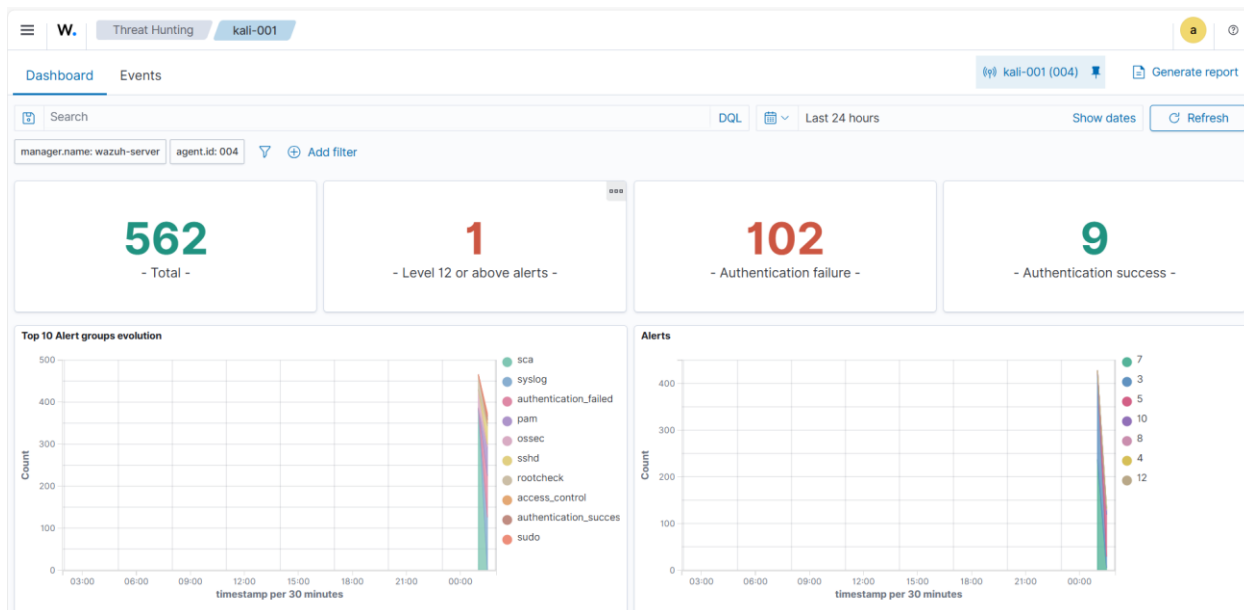 W. Threat Hunting kali-001 a
Dashboard Events kali-001 (004) Generate report
Search DQL Last 24 hours Show dates Refresh
manager.name: wazuh-server agent.id: 004 Add filter
562
- Total -
1
- Level 12 or above alerts -
102
- Authentication failure -
9
- Authentication success -
Top 10 Alert groups evolution
500
400
300
200
100
0
Count
03:00 06:00 09:00 12:00 15:00 18:00 21:00 00:00
timestamp per 30 minutes
sca
syslog
authentication_failed
pam
ossec
sshd
rootcheck
access_control
authentication_succes
sudo
Alerts
400
300
200
100
0
Count
03:00 06:00 09:00 12:00 15:00 18:00 21:00 00:00
timestamp per 30 minutes
7
3
5
10
8
4
12